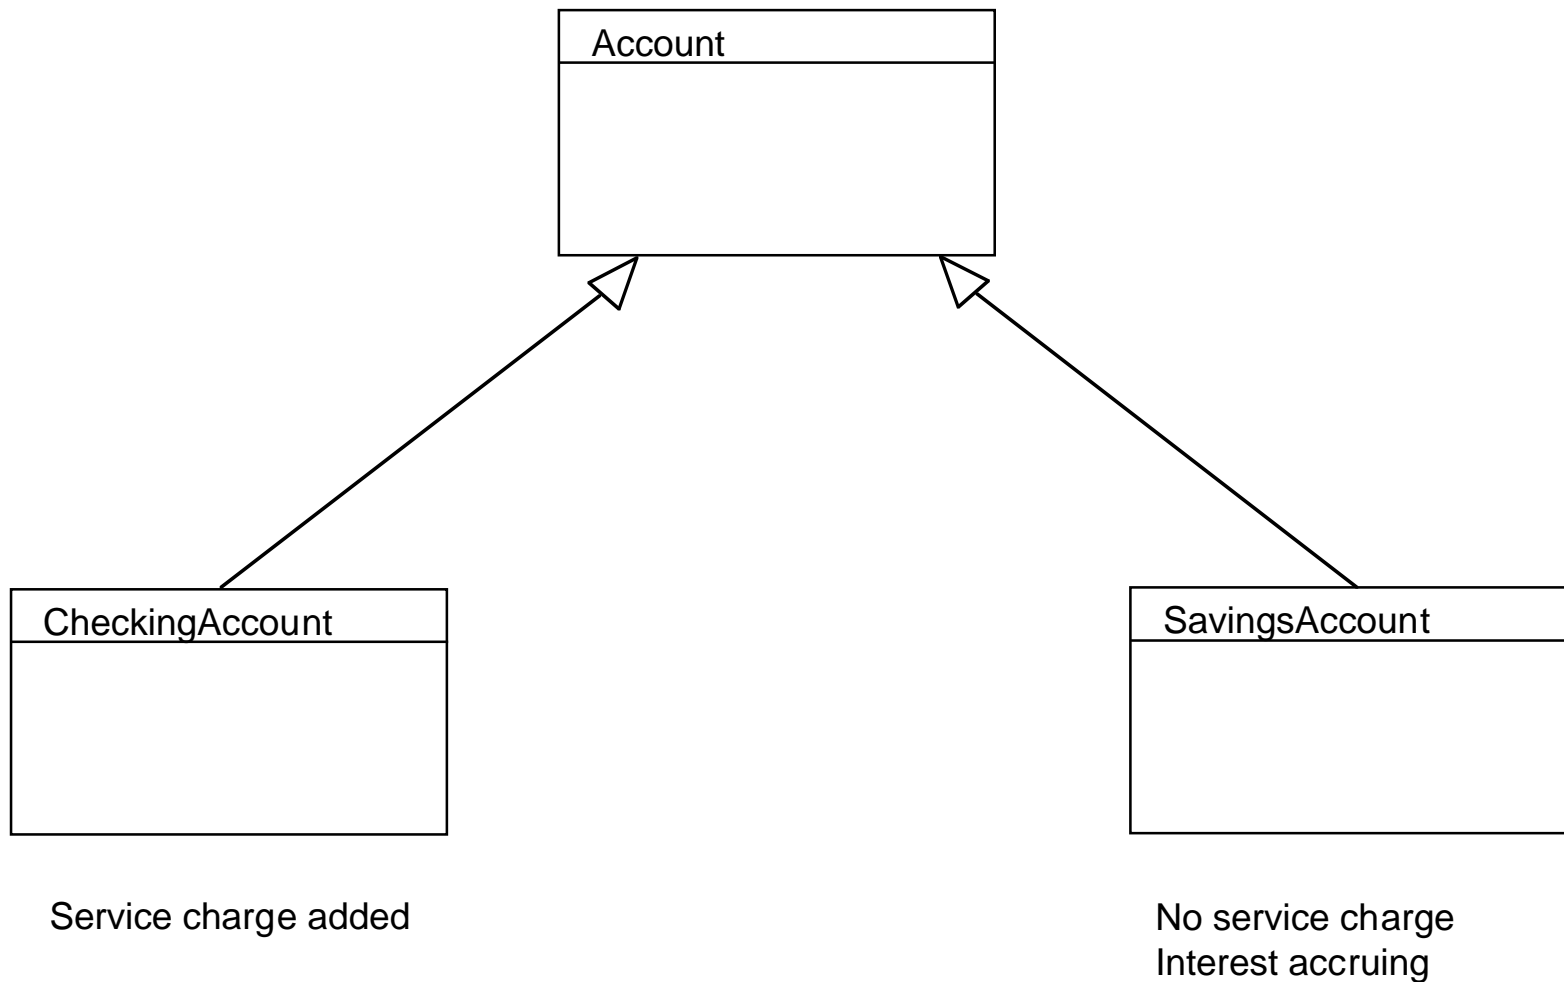 Account
CheckingAccount
SavingsAccount
Service charge added
No service charge
Interest accruing